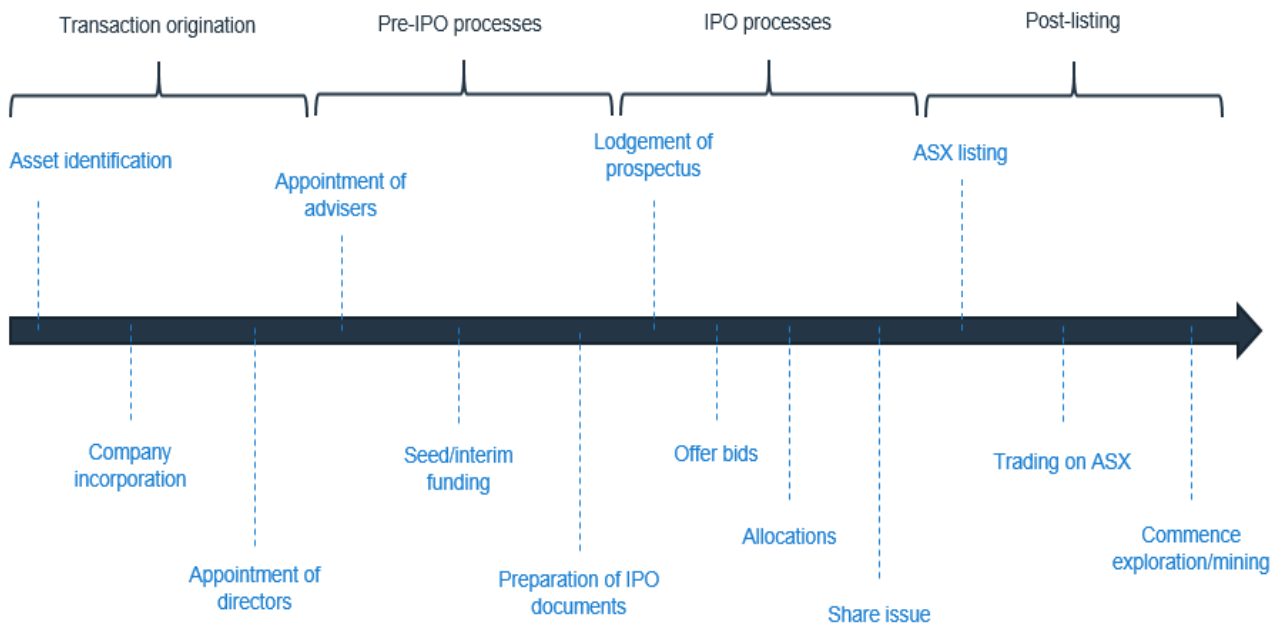 Transaction origination
Pre-IPO processes
IPO processes
Post-listing
Asset identification
Appointment of
advisers
Lodgement of
prospectus
ASX listing
Company
incorporation
Appointment of
directors
Seed/interim
funding
Preparation of IPO
documents
Offer bids
Allocations
Share issue
Trading on ASX
Commence
exploration/mining